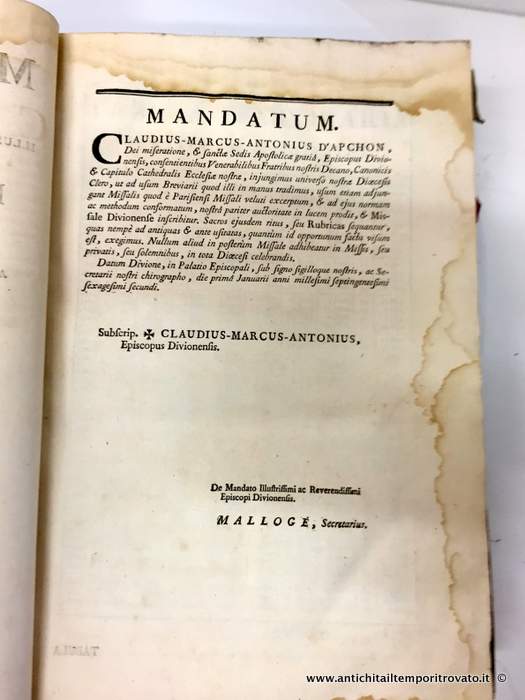 MANDATUM.
CLAUDIUS-MARCUS-ANTONIUS D'APCHON,
Dei miseratione, & sanctæ Sedis Apostolicæ gratiâ, Episcopus Divio-
nensis, consentientibus Venerabilibus Fratribus nostris Decano, Canonicis
& Capitulo Cathedralis Ecclesiæ nostræ, injungimus universo nostræ Diœcesis
Clero, ut ad usum Breviarii quod illi in manus tradimus, usum etiam adjun-
gant Missalis quod è Parisiensi Missali veluti excerptum, & ad ejus normam
ac methodum conformatum, nostrâ pariter auctoritate in lucem prodit, & Mis-
sale Divionense inscribitur. Sacros ejusdem ritus, seu Rubricas sequantur,
quas nempè ad antiquas & ante usitatas, quantùm id opportunum factu visum
est, exegimus. Nullum aliud in posterùm Missale adhibeatur in Missis, seu
privatis, seu solemnibus, in tota Diœcesi celebrandis.
Datum Divione, in Palatio Episcopali, sub signo sigilloque nostris, ac Se-
cretarii nostri chirographo, die primâ Januarii anni millesimi septingentesimi
sexagesimi secundi.
Subscrip. ✠ CLAUDIUS-MARCUS-ANTONIUS,
Episcopus Divionensis.
De Mandato Illustrissimi ac Reverendissimi
Episcopi Divionensis.
MALLOGÉ, Secretarius.
www.antichitailtempoритrovato.it ©